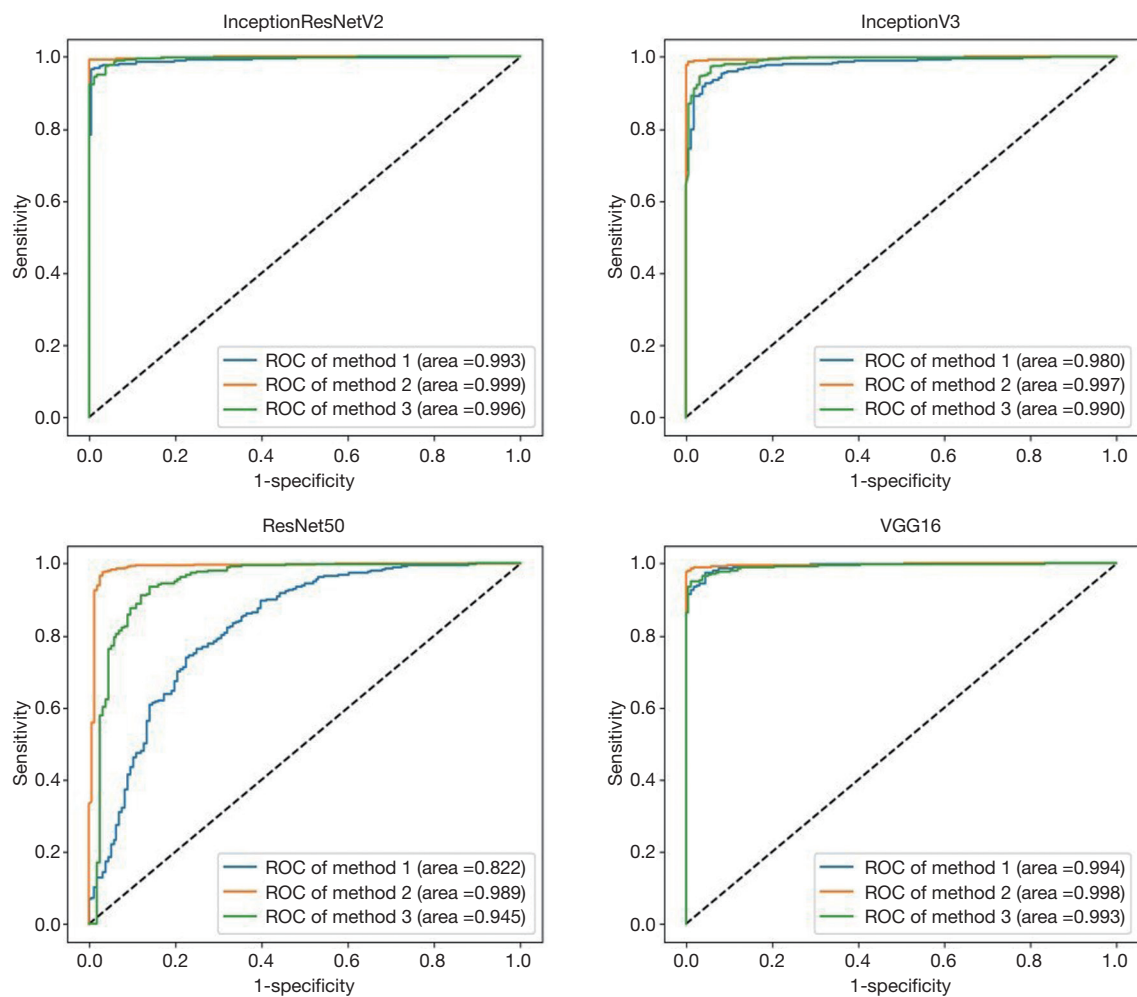 InceptionResNetV2
1.0
0.8
0.6
0.4
0.2
0.0
Sensitivity
ROC of method 1 (area =0.993)
ROC of method 2 (area =0.999)
ROC of method 3 (area =0.996)
0.0 0.2 0.4 0.6 0.8 1.0
1-specificity
InceptionV3
1.0
0.8
0.6
0.4
0.2
0.0
Sensitivity
ROC of method 1 (area =0.980)
ROC of method 2 (area =0.997)
ROC of method 3 (area =0.990)
0.0 0.2 0.4 0.6 0.8 1.0
1-specificity
ResNet50
1.0
0.8
0.6
0.4
0.2
0.0
Sensitivity
ROC of method 1 (area =0.822)
ROC of method 2 (area =0.989)
ROC of method 3 (area =0.945)
0.0 0.2 0.4 0.6 0.8 1.0
1-specificity
VGG16
1.0
0.8
0.6
0.4
0.2
0.0
Sensitivity
ROC of method 1 (area =0.994)
ROC of method 2 (area =0.998)
ROC of method 3 (area =0.993)
0.0 0.2 0.4 0.6 0.8 1.0
1-specificity